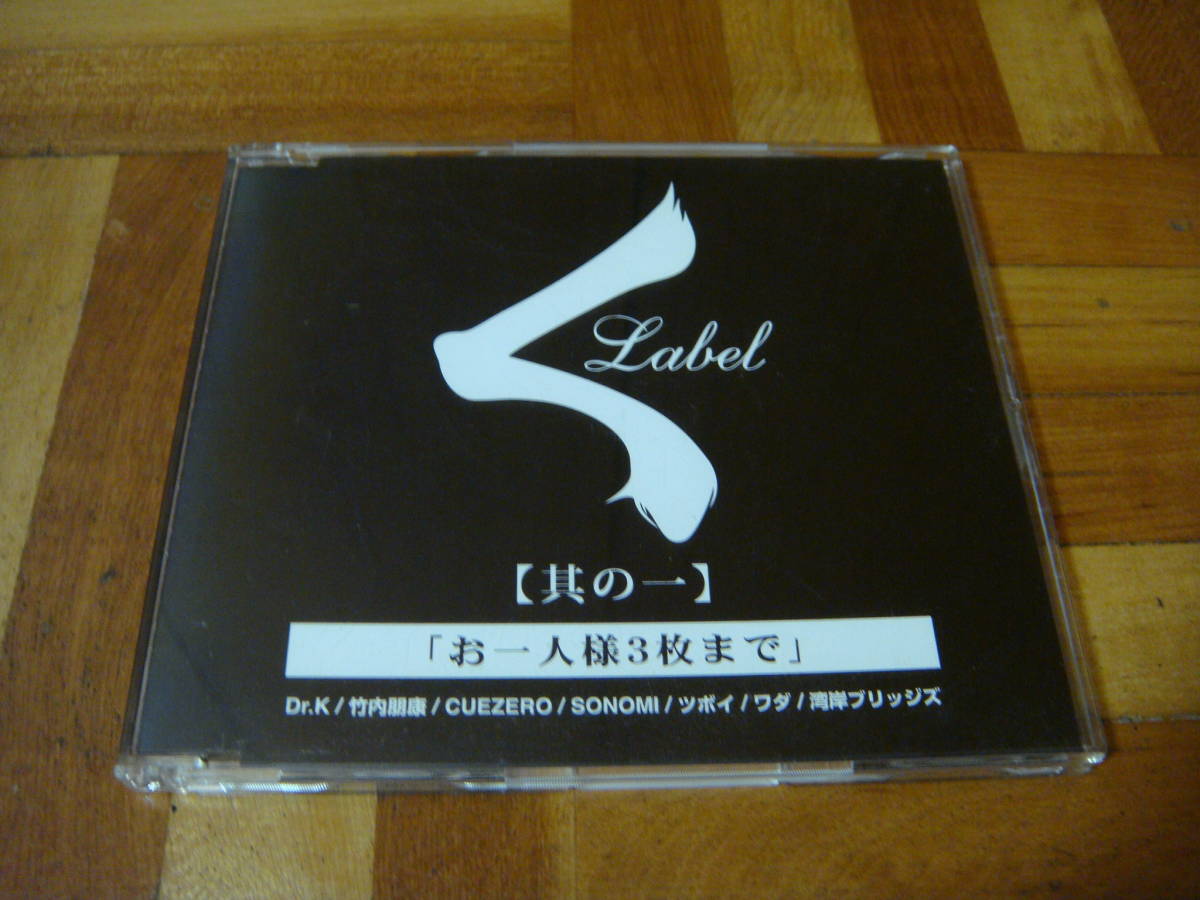 く Label
【其の一】
「お一人様3枚まで」
Dr.K / 竹内朋康 / CUEZERO / SONOMI / ツボイ / ワダ / 湾岸ブリッジズ